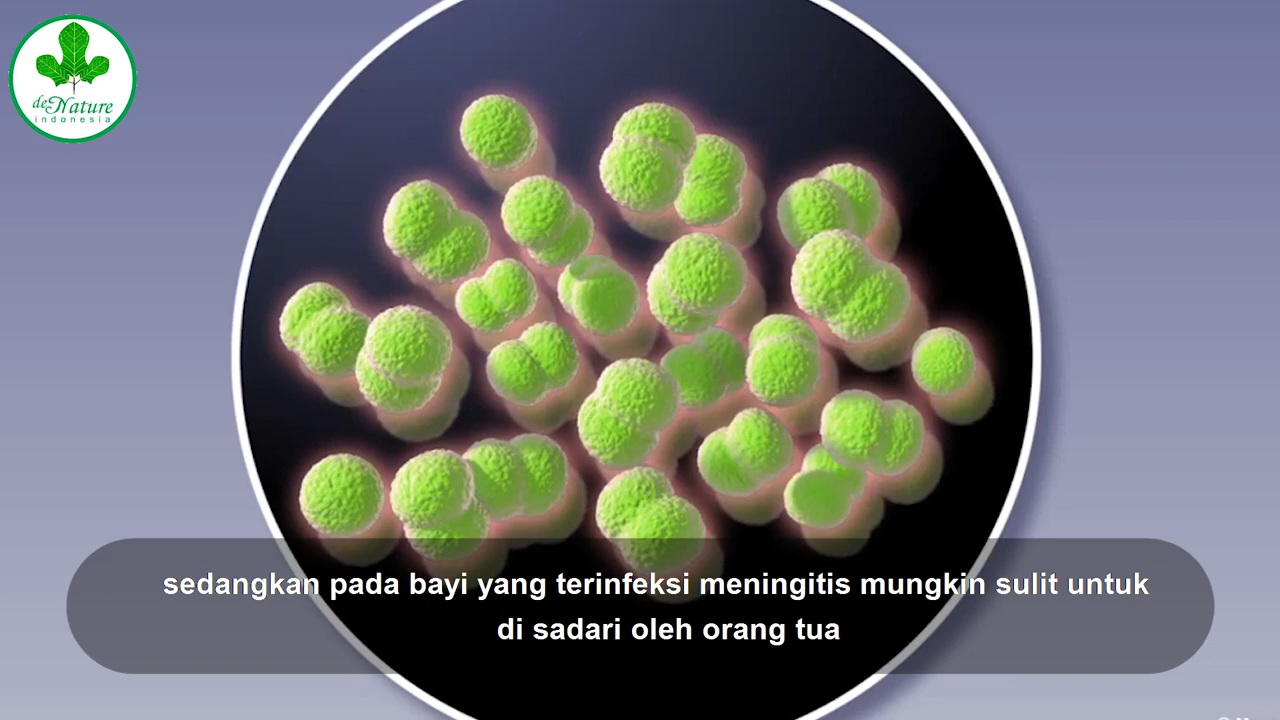 deNature
indonesia
sedangkan pada bayi yang terinfeksi meningitis mungkin sulit untuk
di sadari oleh orang tua